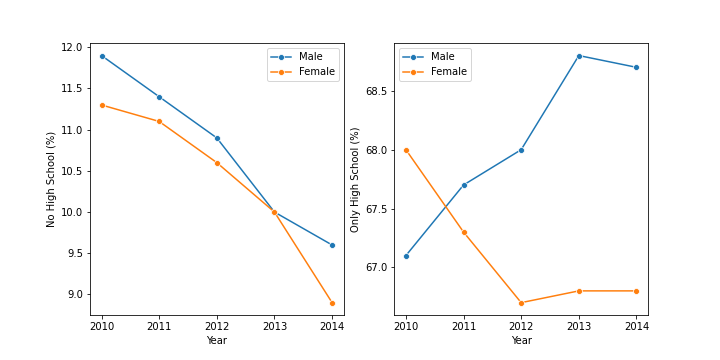 12.0
11.5
11.0
10.5
10.0
9.5
9.0
No High School (%)
2010 2011 2012 2013 2014
Year
Male
Female
68.5
68.0
67.5
67.0
Only High School (%)
2010 2011 2012 2013 2014
Year
Male
Female